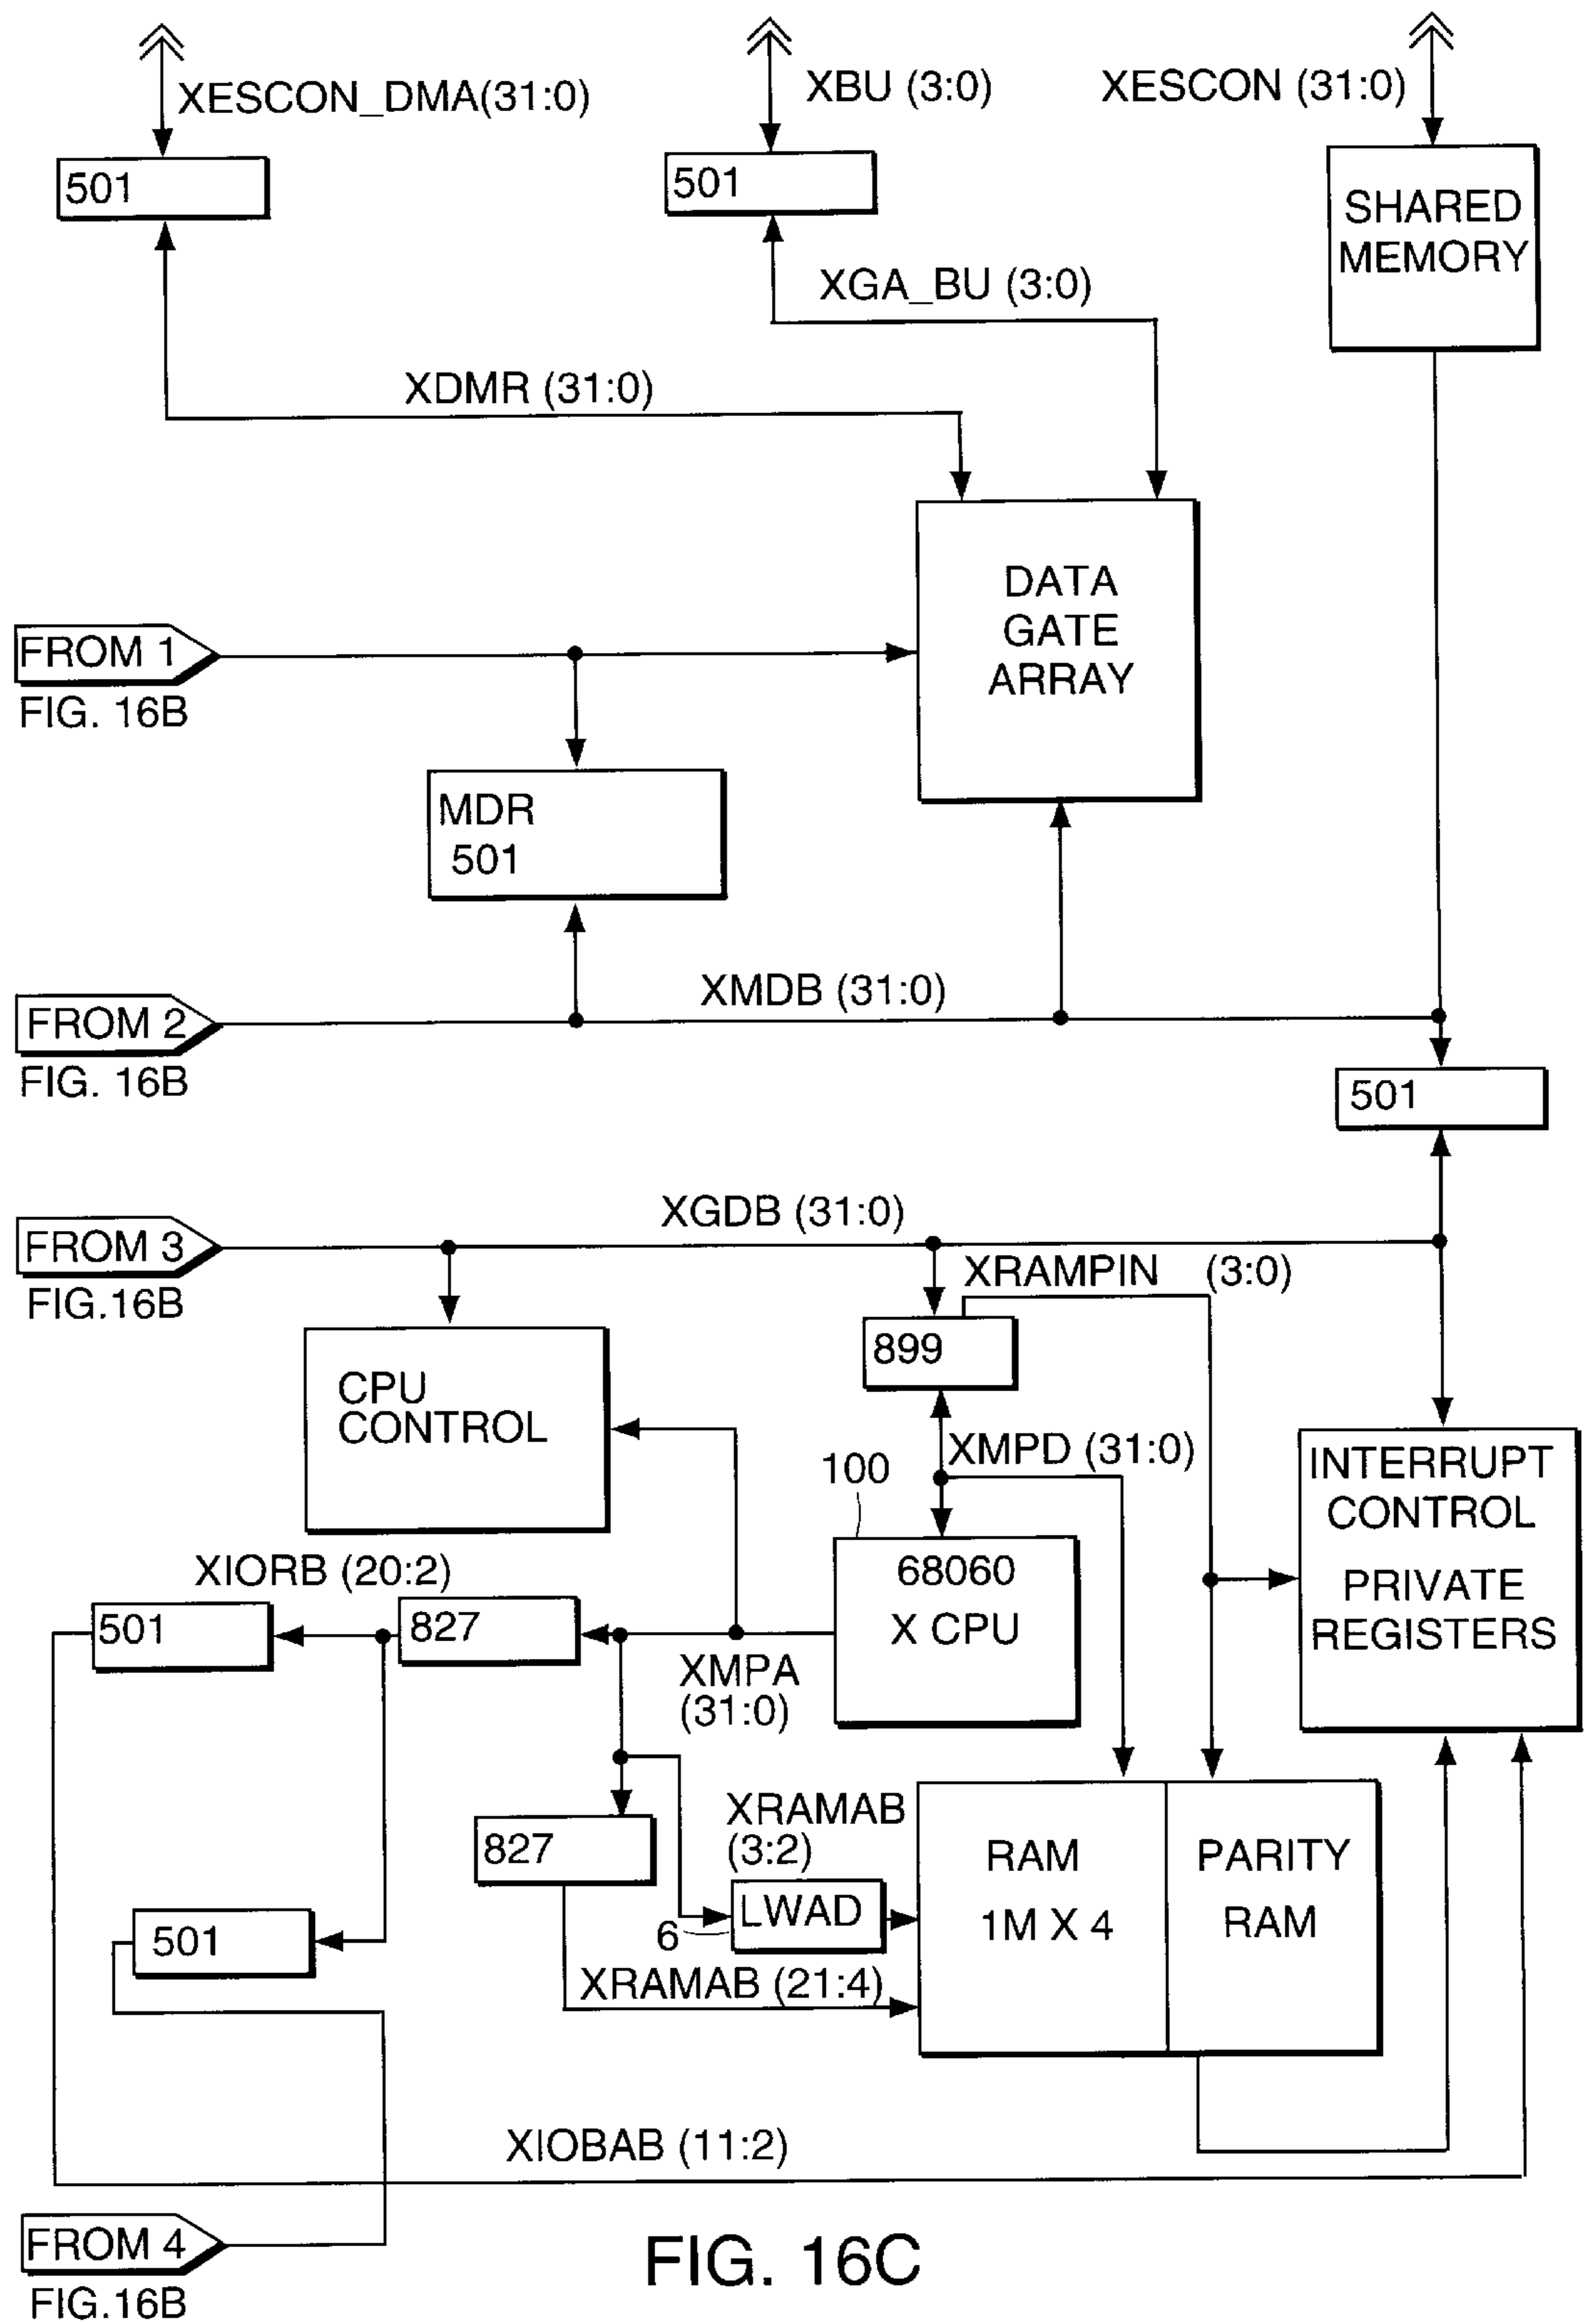 XESCON_DMA(31:0)
XBU (3:0)
XESCON (31:0)
501
501
SHARED
MEMORY
XGA_BU (3:0)
XDMR (31:0)
DATA
GATE
ARRAY
FROM 1
FIG. 16B
MDR
501
XMDB (31:0)
FROM 2
FIG. 16B
501
XGDB (31:0)
FROM 3
FIG.16B
XRAMPIN (3:0)
899
CPU
CONTROL
XMPD (31:0)
100
INTERRUPT
CONTROL
PRIVATE
REGISTERS
68060
X CPU
XIORB (20:2)
501
827
XMPA
(31:0)
827
XRAMAB
(3:2)
LWAD
6
RAM
1M X 4
PARITY
RAM
501
XRAMAB (21:4)
XIOBAB (11:2)
FROM 4
FIG.16B
FIG. 16C